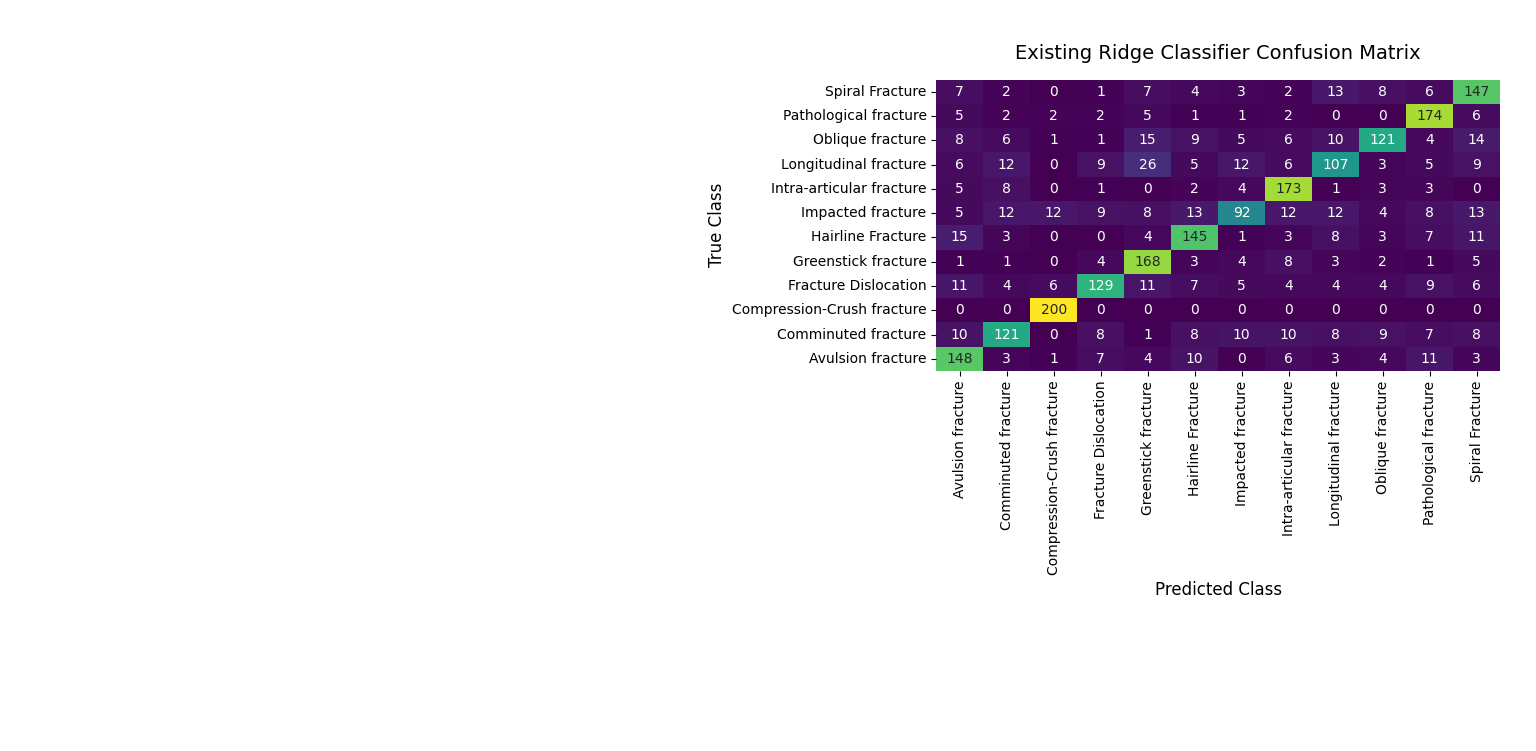 Existing Ridge Classifier Confusion Matrix
True Class
Spiral Fracture 7 2 0 1 7 4 3 2 13 8 6 147
Pathological fracture 5 2 2 2 5 1 1 2 0 0 174 6
Oblique fracture 8 6 1 1 15 9 5 6 10 121 4 14
Longitudinal fracture 6 12 0 9 26 5 12 6 107 3 5 9
Intra-articular fracture 5 8 0 1 0 2 4 173 1 3 3 0
Impacted fracture 5 12 12 9 8 13 92 12 12 4 8 13
Hairline Fracture 15 3 0 0 4 145 1 3 8 3 7 11
Greenstick fracture 1 1 0 4 168 3 4 8 3 2 1 5
Fracture Dislocation 11 4 6 129 11 7 5 4 4 4 9 6
Compression-Crush fracture 0 0 200 0 0 0 0 0 0 0 0 0
Comminuted fracture 10 121 0 8 1 8 10 10 8 9 7 8
Avulsion fracture 148 3 1 7 4 10 0 6 3 4 11 3
Avulsion fracture
Comminuted fracture
Compression-Crush fracture
Fracture Dislocation
Greenstick fracture
Hairline Fracture
Impacted fracture
Intra-articular fracture
Longitudinal fracture
Oblique fracture
Pathological fracture
Spiral Fracture
Predicted Class